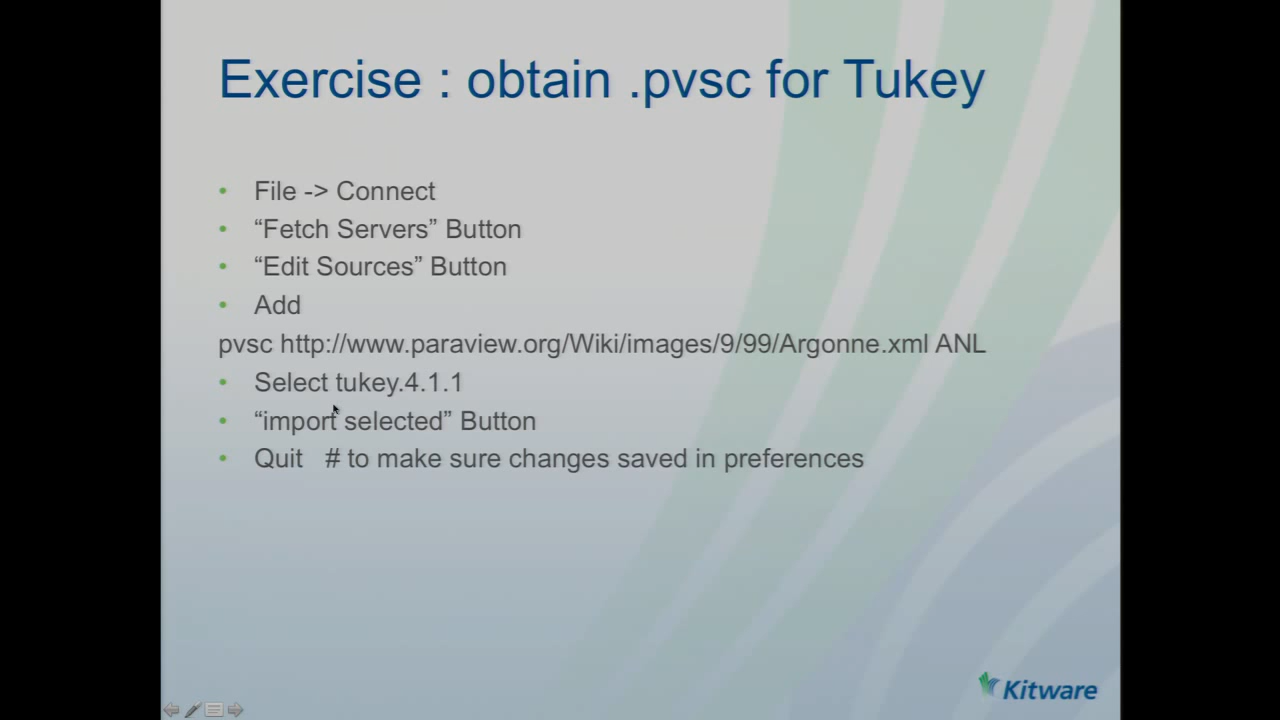 Exercise : obtain .pvsc for Tukey
• File -> Connect
• “Fetch Servers” Button
• “Edit Sources” Button
• Add
pvsc http://www.paraview.org/Wiki/images/9/99/Argonne.xml ANL
• Select tukey.4.1.1
• “import selected” Button
• Quit # to make sure changes saved in preferences
Kitware